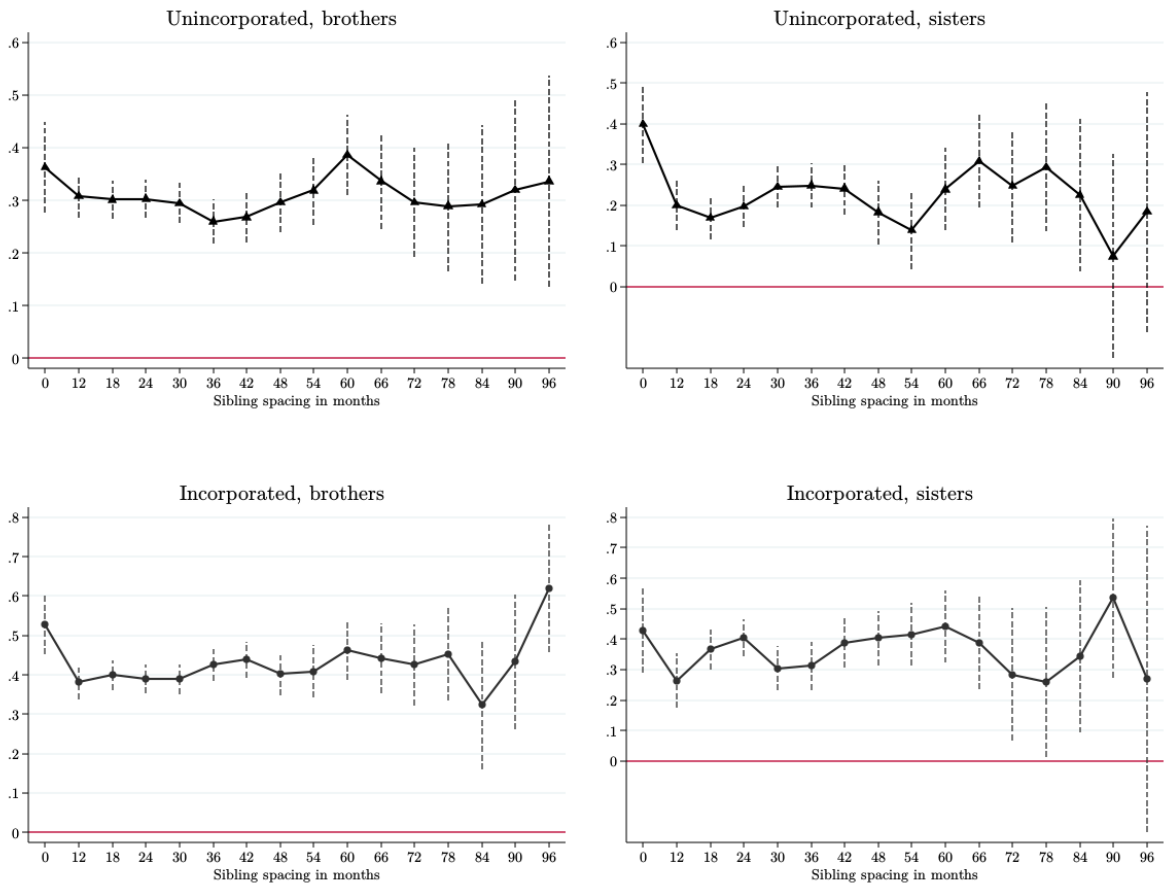 Unincorporated, brothers
.6
.5
.4
.3
.2
.1
0
0 12 18 24 30 36 42 48 54 60 66 72 78 84 90 96
Sibling spacing in months
Unincorporated, sisters
.6
.5
.4
.3
.2
.1
0
0 12 18 24 30 36 42 48 54 60 66 72 78 84 90 96
Sibling spacing in months
Incorporated, brothers
.8
.7
.6
.5
.4
.3
.2
.1
0
0 12 18 24 30 36 42 48 54 60 66 72 78 84 90 96
Sibling spacing in months
Incorporated, sisters
.8
.7
.6
.5
.4
.3
.2
.1
0
0 12 18 24 30 36 42 48 54 60 66 72 78 84 90 96
Sibling spacing in months